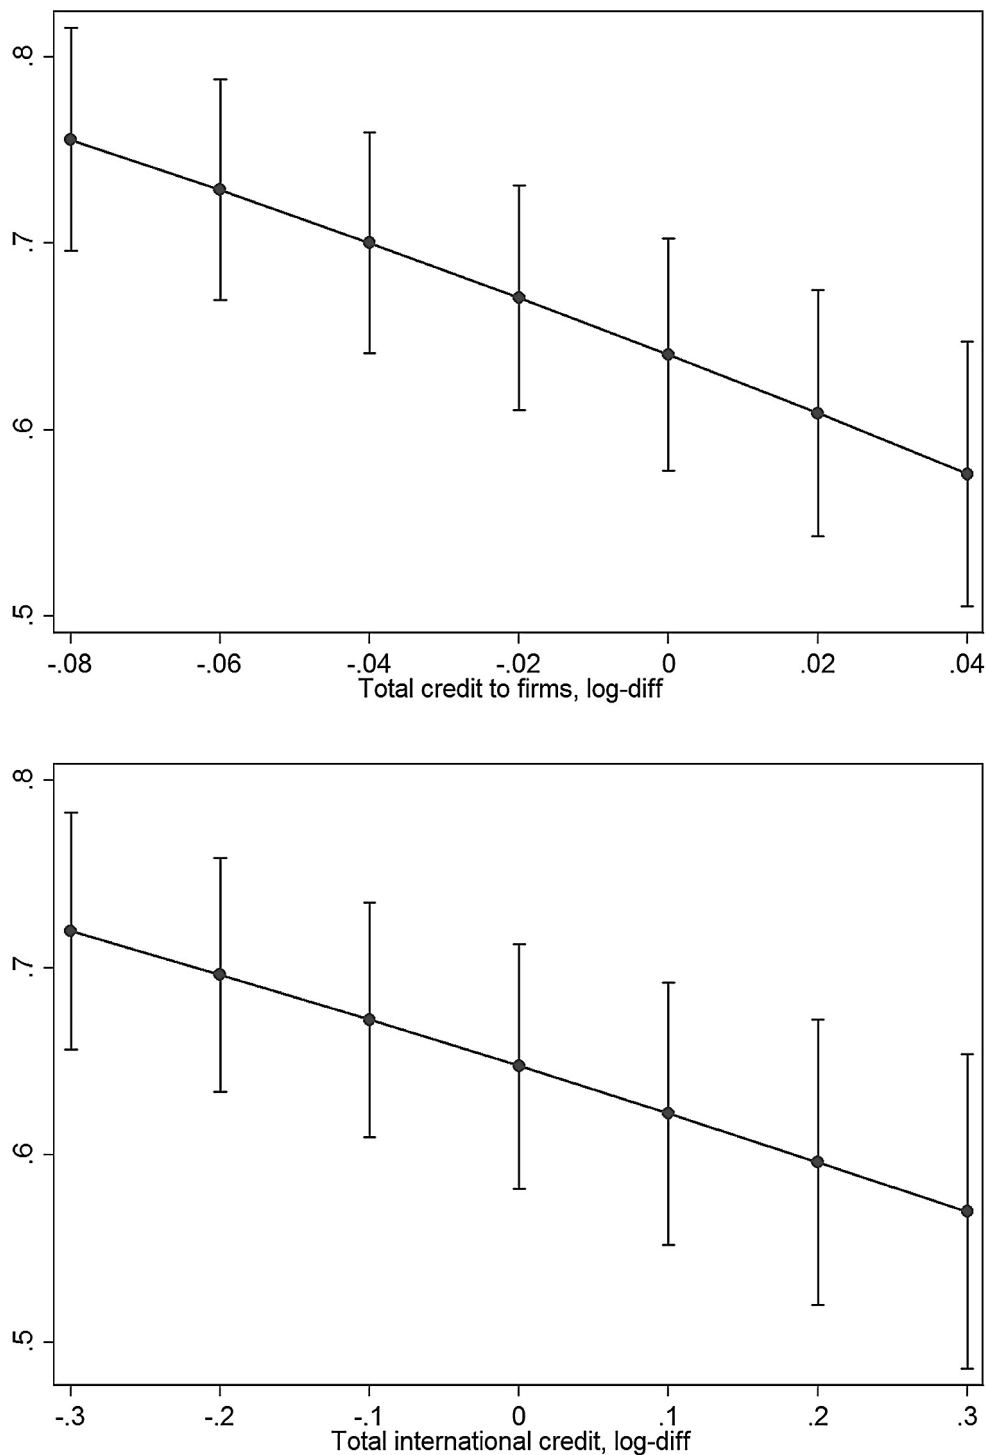 .8
.7
.6
.5
-.08 -.06 -.04 -.02 0 .02 .04
Total credit to firms, log-diff
.8
.7
.6
.5
-.3 -.2 -.1 0 .1 .2 .3
Total international credit, log-diff